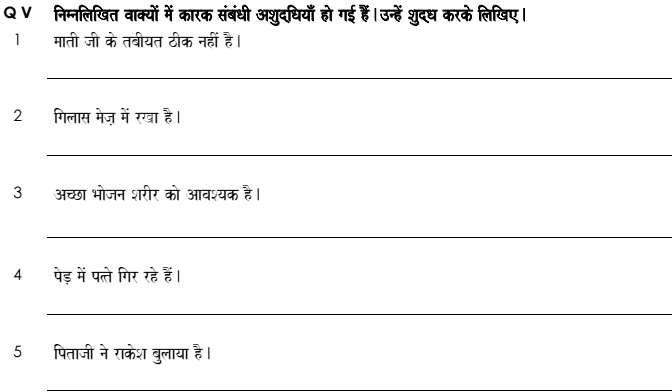 Q V निम्नलिखित वाक्यों में कारक संबंधी अशुद्धियाँ हो गई हैं। उन्हें शुद्ध करके लिखिए।
1 माती जी के तबीयत ठीक नहीं है।
2 गिलास मेज़ में रखा है।
3 अच्छा भोजन शरीर को आवश्यक है।
4 पेड़ में पत्ते गिर रहे हैं।
5 पिताजी ने राकेश बुलाया है।